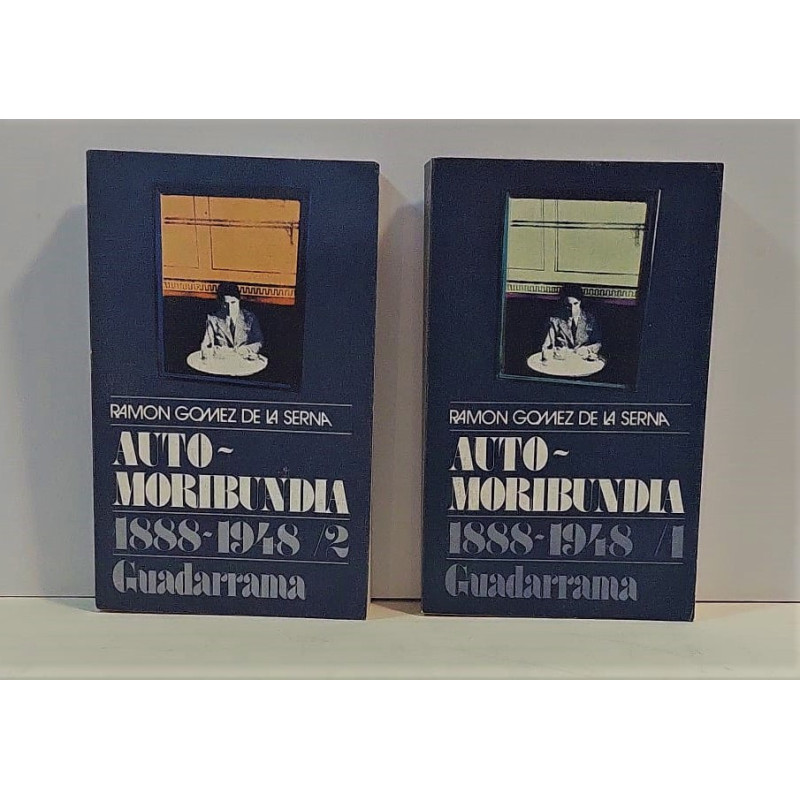 RAMON GOMEZ DE LA SERNA
AUTO~
MORIBUNDIA
1888-1948 /2
Guadarrama
RAMON GOMEZ DE LA SERNA
AUTO~
MORIBUNDIA
1888-1948 /1
Guadarrama